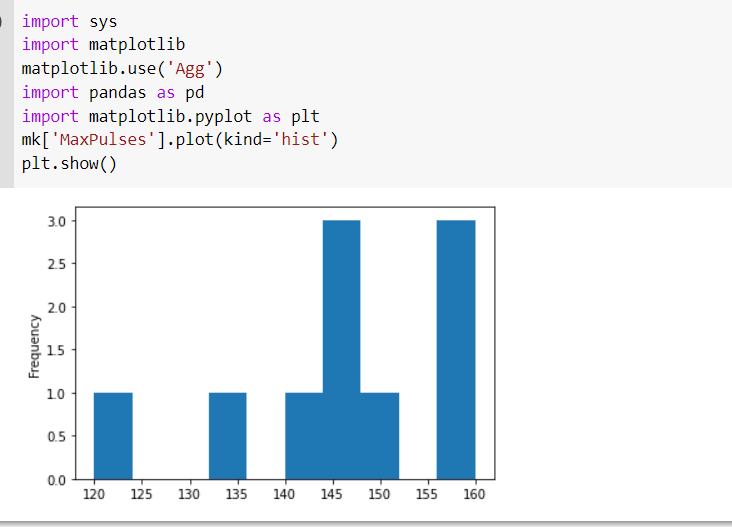 import sys
import matplotlib
matplotlib.use('Agg')
import pandas as pd
import matplotlib.pyplot as plt
mk['MaxPulses'].plot(kind='hist')
plt.show()
3.0
2.5
2.0
1.5
1.0
0.5
0.0
Frequency
120 125 130 135 140 145 150 155 160